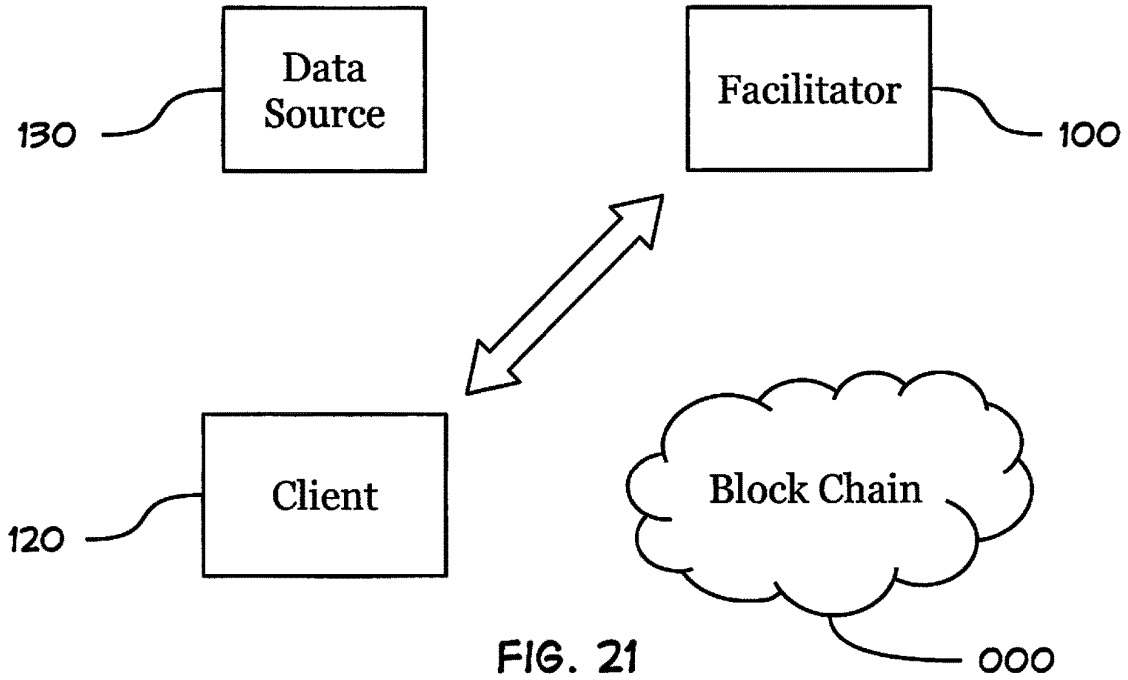 Data
Source
Facilitator
130
100
Client
Block Chain
120
FIG. 21
000